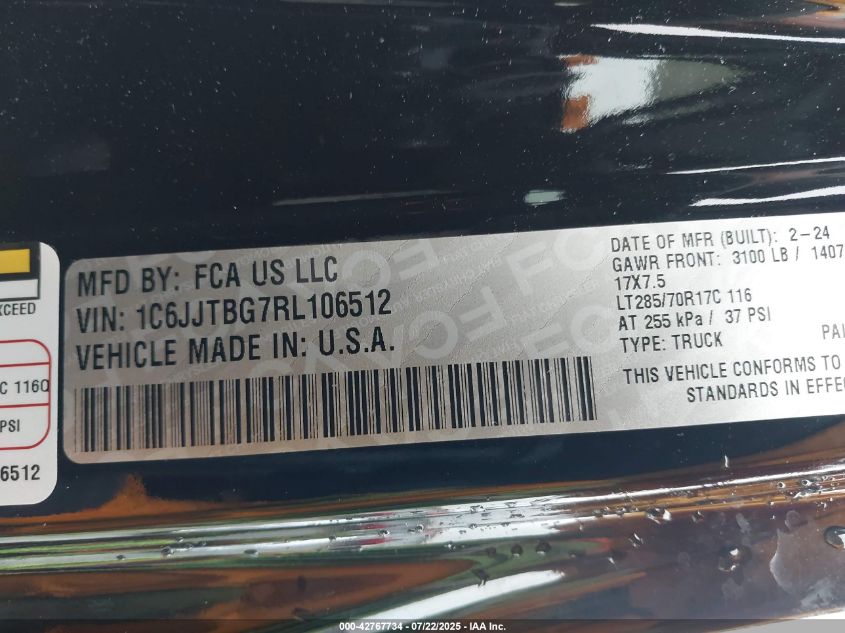 XCEED
C 116Q
PSI
6512
MFD BY: FCA US LLC
VIN: 1C6JJTBG7RL106512
VEHICLE MADE IN: U.S.A.
DATE OF MFR (BUILT): 2-24
GAWR FRONT: 3100 LB / 1407
17X7.5
LT285/70R17C 116
AT 255 kPa / 37 PSI
TYPE: TRUCK PAI
THIS VEHICLE CONFORMS TO
STANDARDS IN EFFE
000-42767734 - 07/22/2025 - IAA Inc.